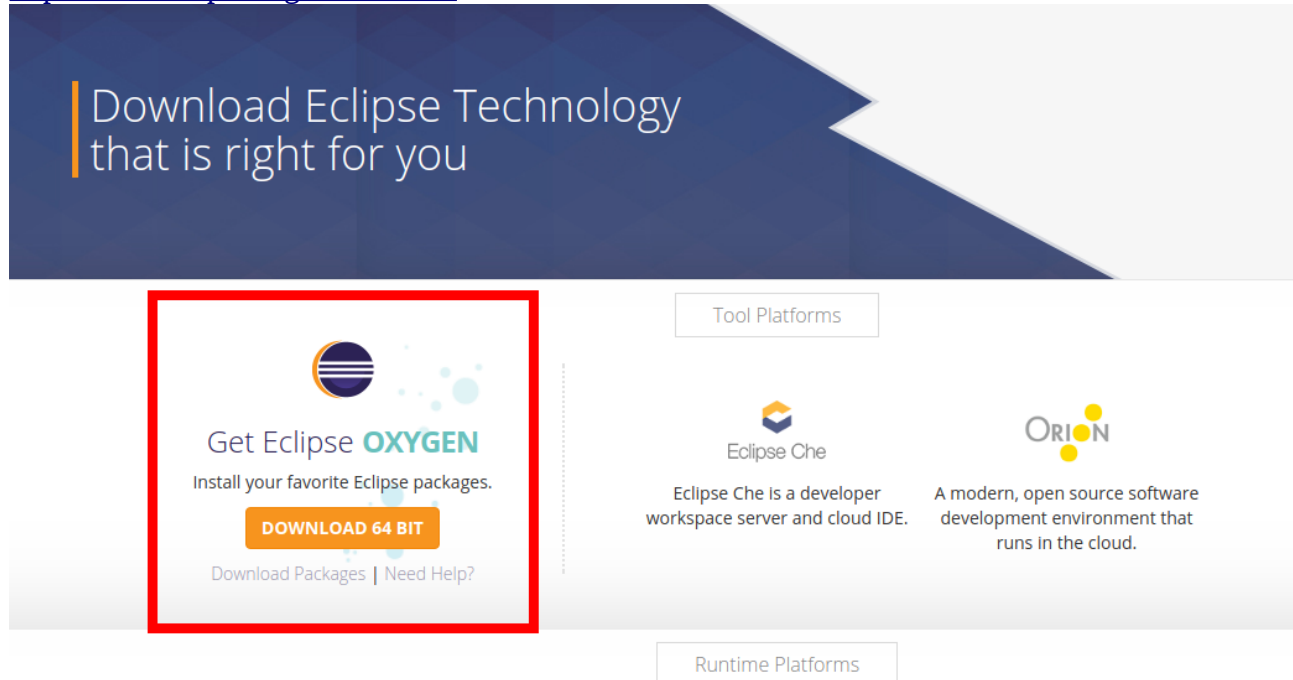 Download Eclipse Technology
that is right for you
Tool Platforms
Get Eclipse OXYGEN
Install your favorite Eclipse packages.
DOWNLOAD 64 BIT
Download Packages | Need Help?
Eclipse Che
Eclipse Che is a developer
workspace server and cloud IDE.
ORION
A modern, open source software
development environment that
runs in the cloud.
Runtime Platforms